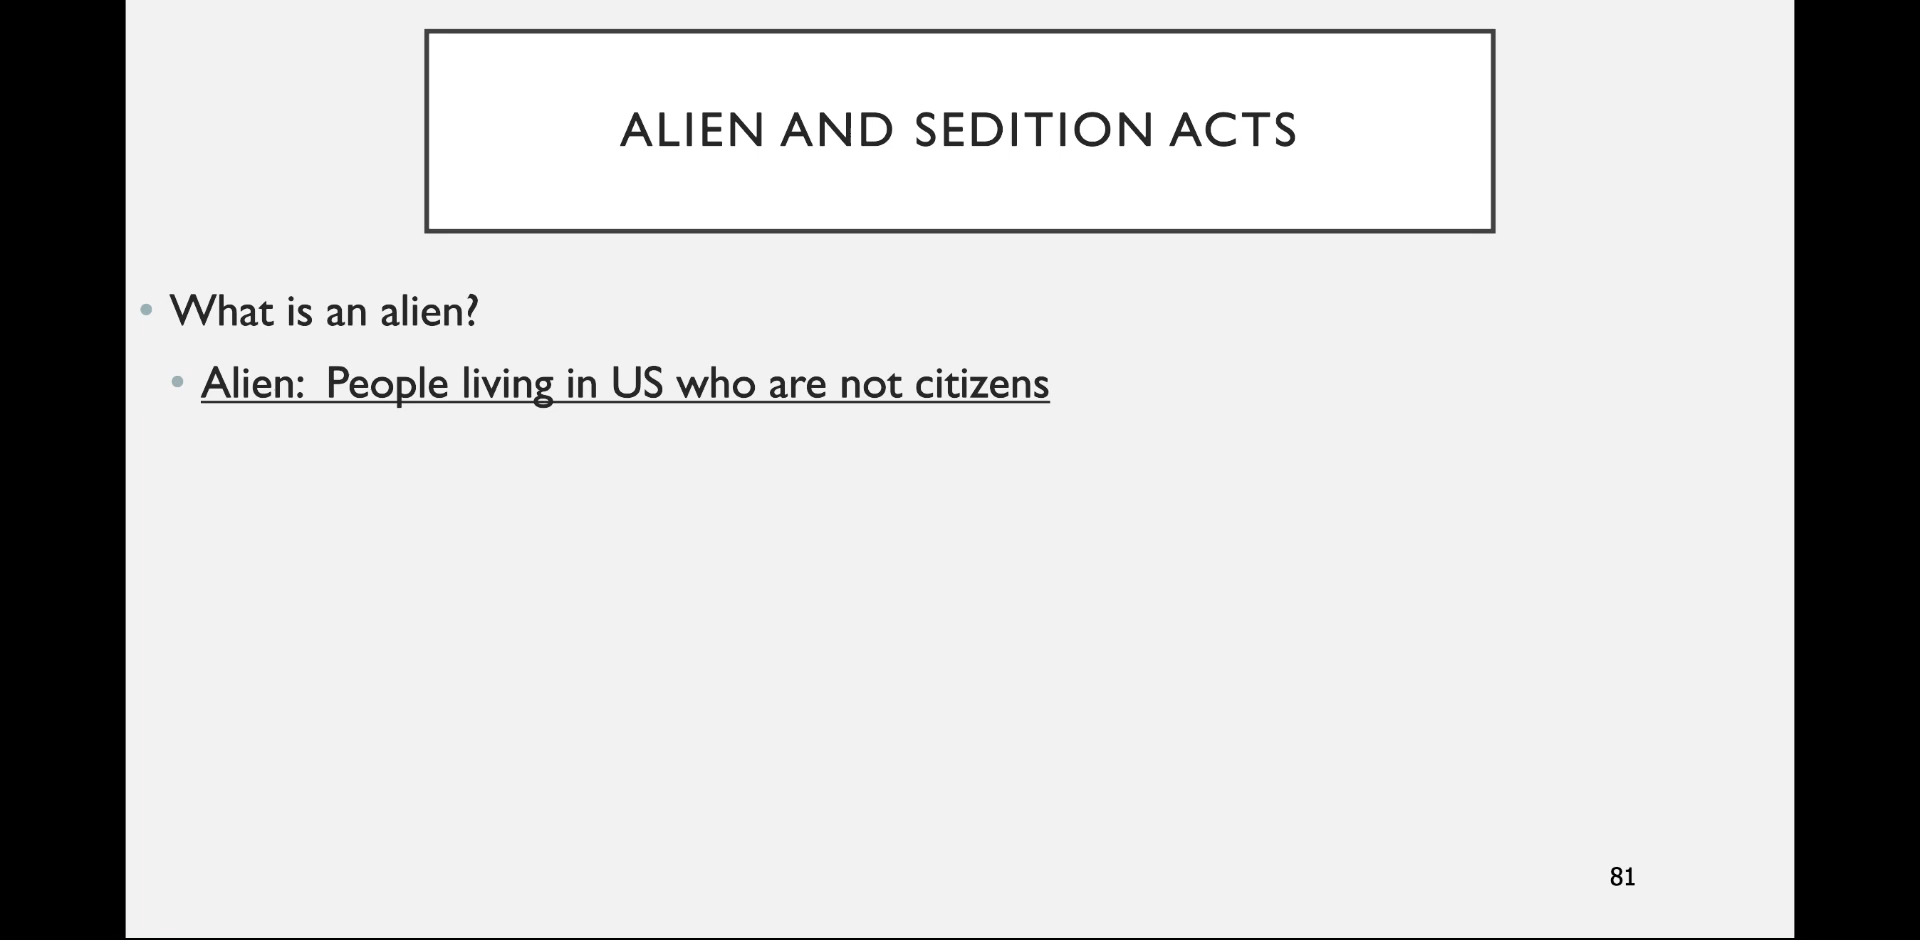 ALIEN AND SEDITION ACTS
• What is an alien?
• Alien:  People living in US who are not citizens
81